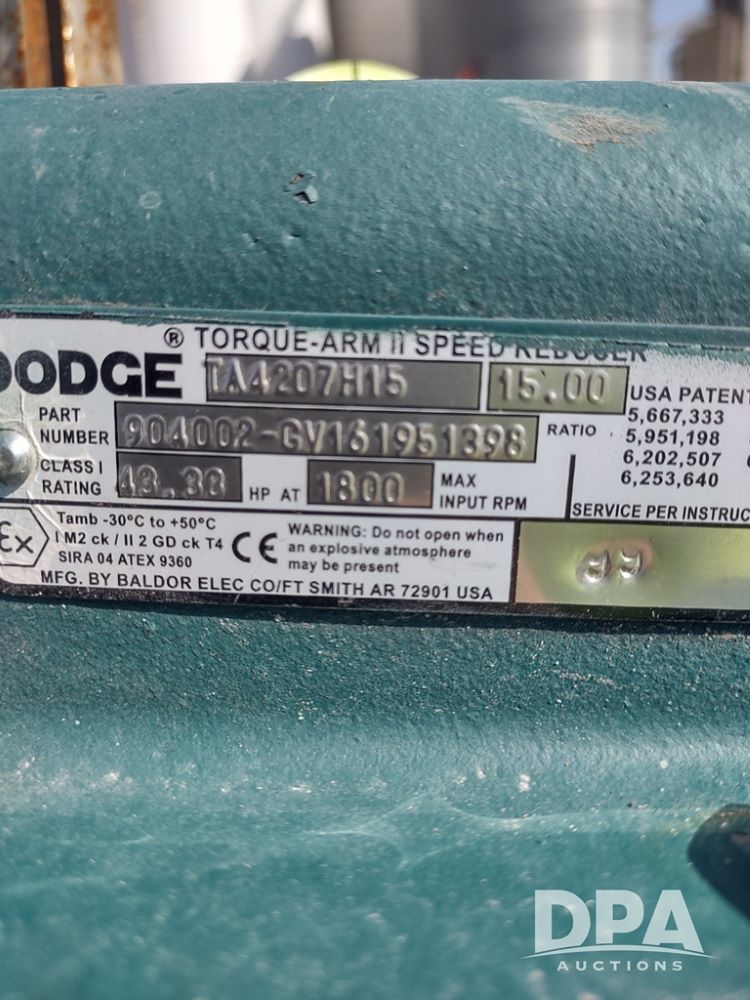 ® TORQUE-ARM II SPEED REDUCER
DODGE TA4207H15 15.00 USA PATENT
PART NUMBER 904002-GV161951398 RATIO
5,667,333
5,951,198
6,202,507
6,253,640
CLASS I RATING 43.38 HP AT 1800 MAX INPUT RPM
SERVICE PER INSTRUC
Ex
Tamb -30°C to +50°C
I M2 ck / II 2 GD ck T4
SIRA 04 ATEX 9360
CE
WARNING: Do not open when
an explosive atmosphere
may be present
MFG. BY BALDOR ELEC CO/FT SMITH AR 72901 USA
DPA
AUCTIONS